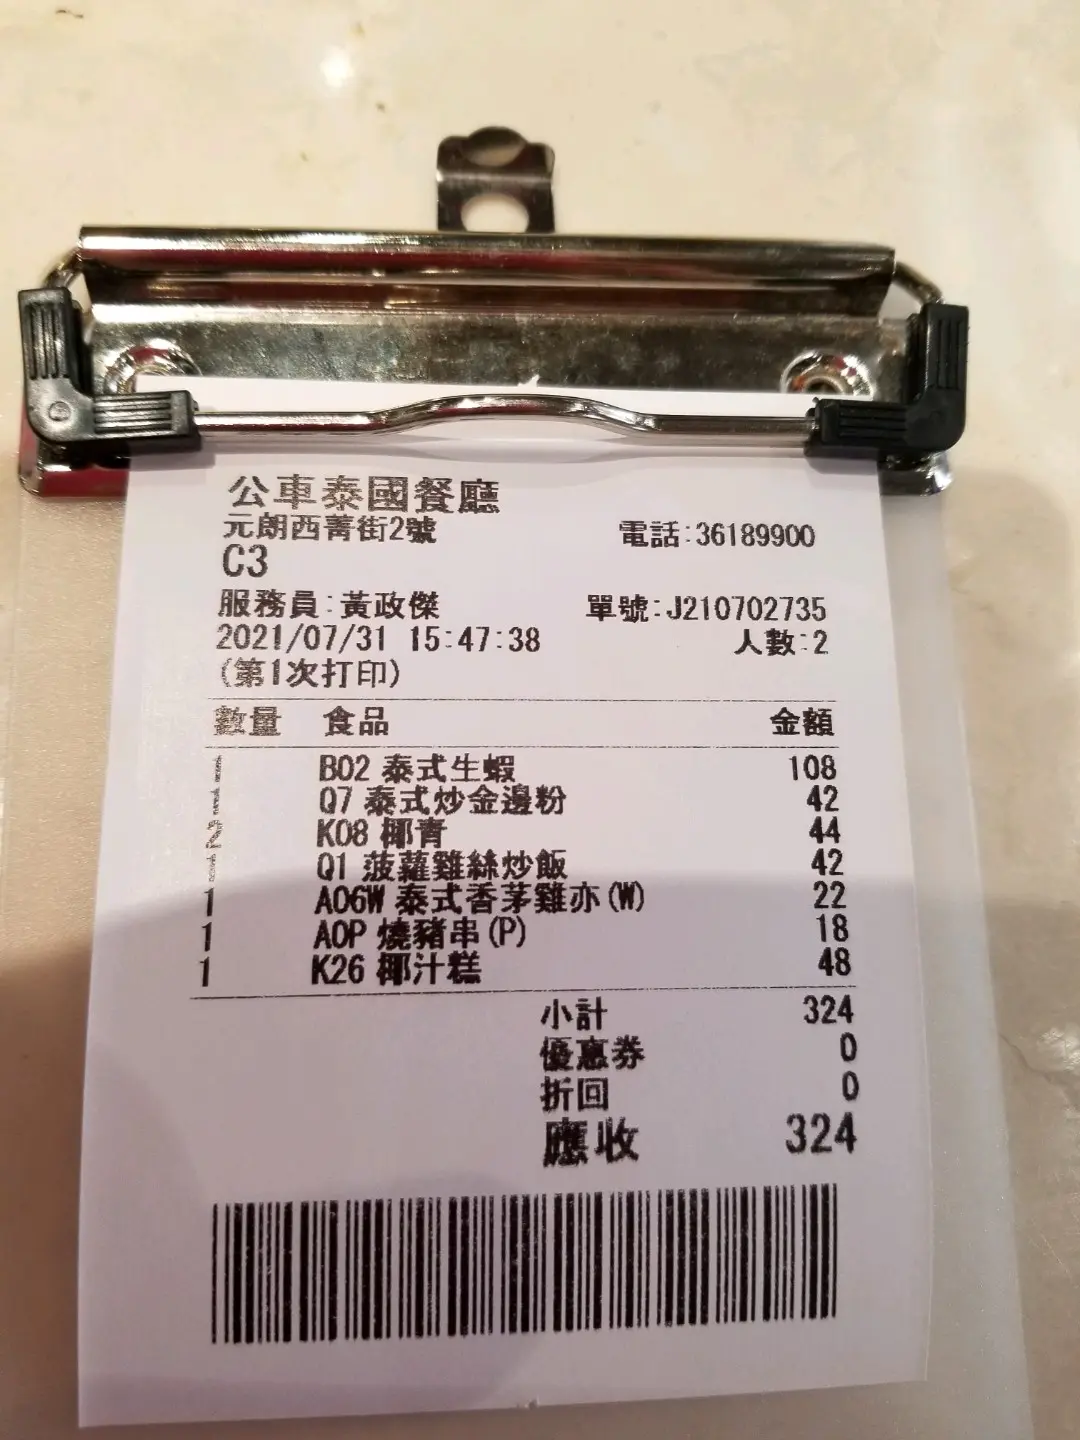 公車泰國餐廳
元朗西菁街2號 電話:36189900
C3
服務員:黃政傑 單號:J210702735
2021/07/31 15:47:38 人數:2
(第1次打印)
數量 食品 金額
1 B02 泰式生蝦 108
1 Q7 泰式炒金邊粉 42
2 K08 椰青 44
1 Q1 菠蘿雞絲炒飯 42
1 A06W 泰式香茅雞亦(W) 22
1 A0P 燒豬串(P) 18
1 K26 椰汁糕 48
小計 324
優惠券 0
折回 0
應收 324